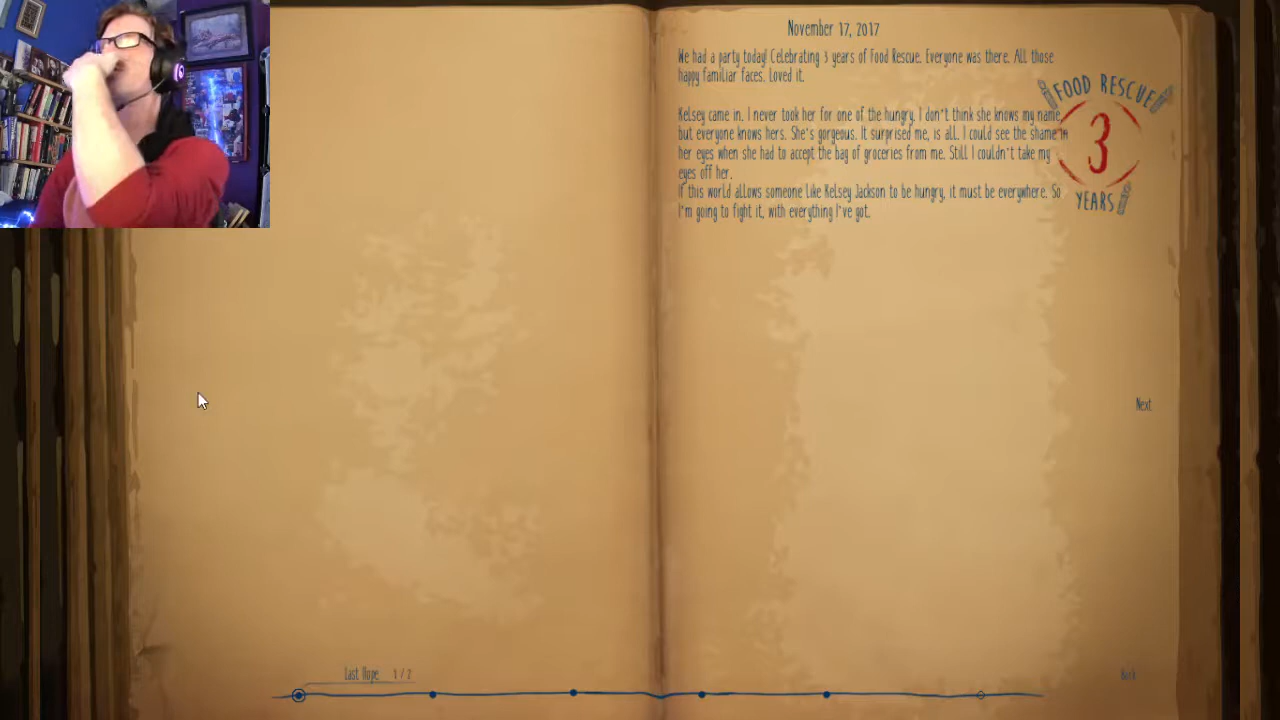 November 17, 2017
We had a party today! Celebrating 3 years of Food Rescue. Everyone was there. All those
happy familiar faces. Loved it.
Kelsey came in. I never took her for one of the hungry. I don't think she knows my name,
but everyone knows hers. She's gorgeous. It surprised me, is all. I could see the shame in
her eyes when she had to accept the bag of groceries from me. Still I couldn't take my
eyes off her.
If this world allows someone like Kelsey Jackson to be hungry, it must be everywhere. So
I'm going to fight it, with everything I've got.
FOOD RESCUE
3
YEARS
Next
Last Hope 1 / 2
Back